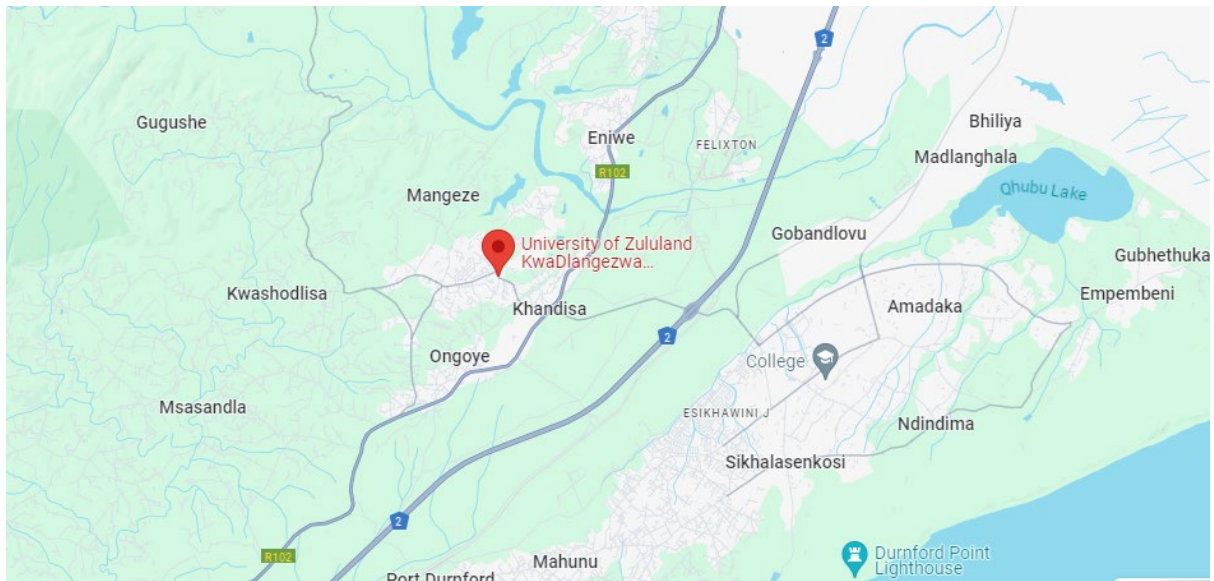 2
Gugushe
Bhiliya
Eniwe
FELIXTON
Madlanghala
R102
Mangeze
Qhubu Lake
Gobandlovu
University of Zululand
KwaDlangezwa...
Gubhethuka
Kwashodlisa
Empembeni
Khandisa
Amadaka
2
Ongoye
College
Msasandla
ESIKHAWINI J
Ndindima
Sikhalasenkosi
2
R102
Mahunu
Durnford Point
Lighthouse
Port Durnford